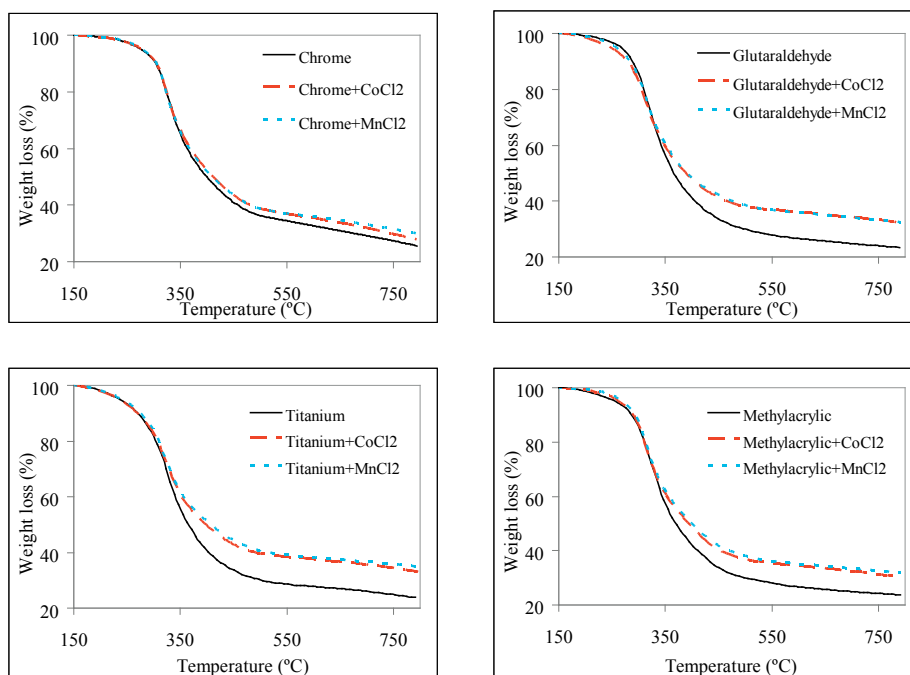 100
80
60
40
20
Weight loss (%)
150
350
550
750
Temperature (ºC)
Chrome
Chrome+CoCl2
Chrome+MnCl2
100
80
60
40
20
Weight loss (%)
150
350
550
750
Temperature (ºC)
Glutaraldehyde
Glutaraldehyde+CoCl2
Glutaraldehyde+MnCl2
100
80
60
40
20
Weight loss (%)
150
350
550
750
Temperature (ºC)
Titanium
Titanium+CoCl2
Titanium+MnCl2
100
80
60
40
20
Weight loss (%)
150
350
550
750
Temperature (ºC)
Methylacrylic
Methylacrylic+CoCl2
Methylacrylic+MnCl2